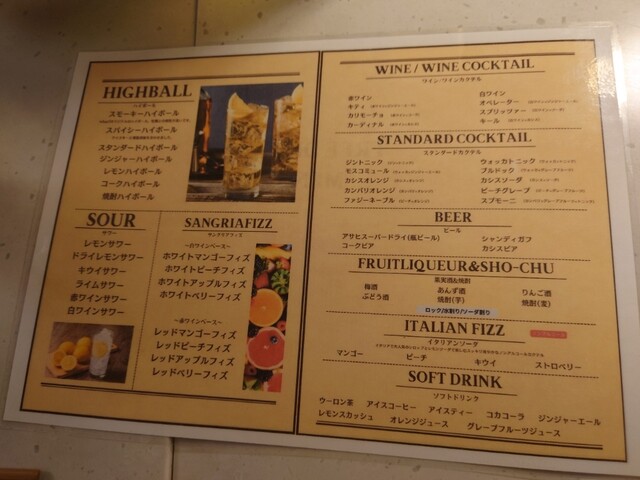 HIGHBALL
ハイボール
スモーキーハイボール
スパイシーハイボール
スタンダードハイボール
ジンジャーハイボール
レモンハイボール
コークハイボール
焼酎ハイボール
SOUR
サワー
レモンサワー
ドライレモンサワー
キウイサワー
ライムサワー
赤ワインサワー
白ワインサワー
SANGRIAFIZZ
サングリアフィズ
〜白ワインベース〜
ホワイトマンゴーフィズ
ホワイトピーチフィズ
ホワイトアップルフィズ
ホワイトベリーフィズ
〜赤ワインベース〜
レッドマンゴーフィズ
レッドピーチフィズ
レッドアップルフィズ
レッドベリーフィズ
WINE / WINE COCKTAIL
ワイン・ワインカクテル
赤ワイン 白ワイン
キティ オペレーター
カリモーチョ スプリッツァー
カーディナル キール
STANDARD COCKTAIL
スタンダードカクテル
ジントニック ウォッカトニック
モスコミュール ブルドック
カシスオレンジ カシスソーダ
カンパリオレンジ ピーチグレープ
ファジーネーブル スプモーニ
BEER
ビール
アサヒスーパードライ(瓶ビール) シャンディガフ
コークビア カシスビア
FRUITLIQUEUR&SHO-CHU
果実酒&焼酎
梅酒 あんず酒 りんご酒
ぶどう酒 焼酎(芋) 焼酎(麦)
ロック/水割り/ソーダ割り
ITALIAN FIZZ
イタリアンソーダ
マンゴー ピーチ キウイ ストロベリー
SOFT DRINK
ソフトドリンク
ウーロン茶 アイスコーヒー アイスティー コカコーラ ジンジャーエール
レモンスカッシュ オレンジジュース グレープフルーツジュース